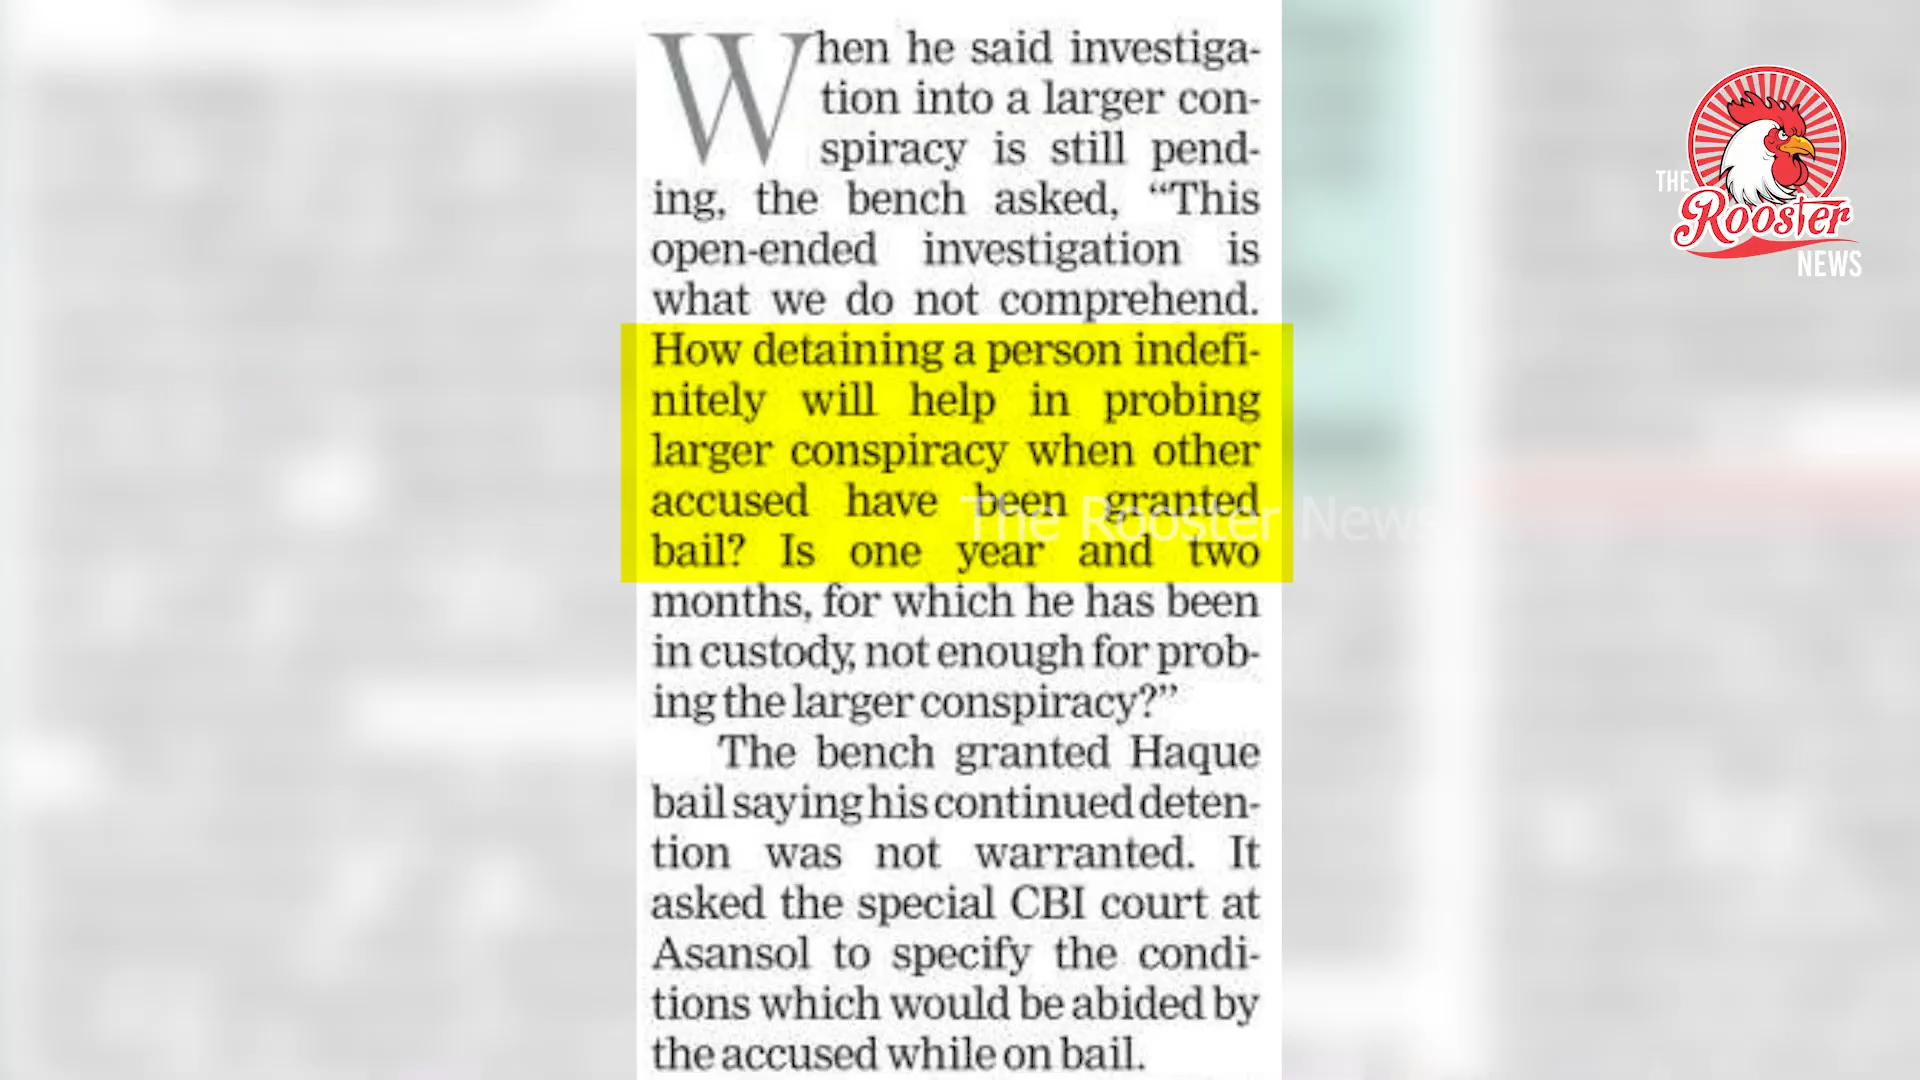 When he said investiga-
tion into a larger con-
spiracy is still pend-
ing, the bench asked, “This
open-ended investigation is
what we do not comprehend.
How detaining a person indefi-
nitely will help in probing
larger conspiracy when other
accused have been granted
bail? Is one year and two
months, for which he has been
in custody, not enough for prob-
ing the larger conspiracy?”
The bench granted Haque
bail saying his continued deten-
tion was not warranted. It
asked the special CBI court at
Asansol to specify the condi-
tions which would be abided by
the accused while on bail.
THE
Rooster
NEWS
The Rooster News